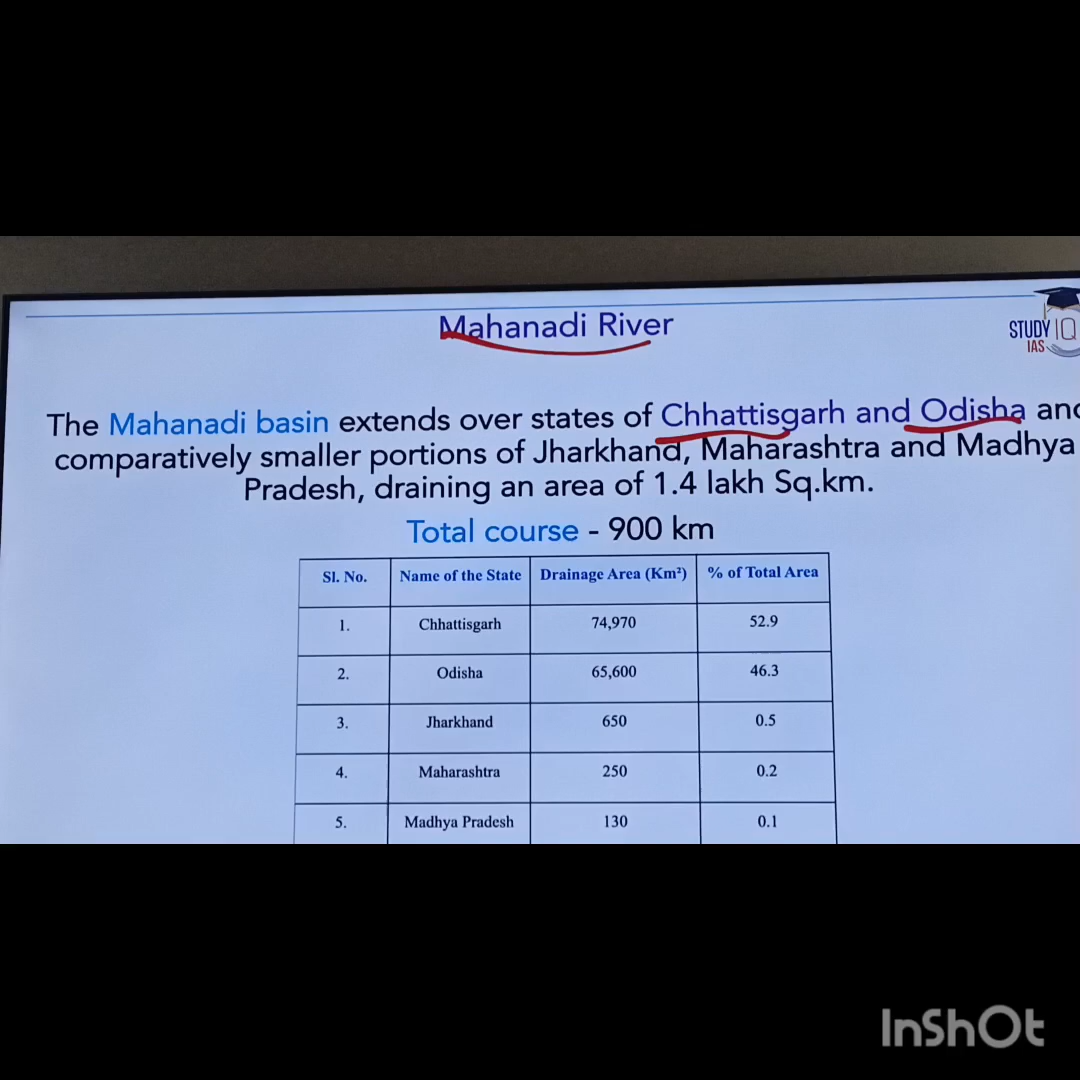 Mahanadi River
STUDY IQ
IAS
The Mahanadi basin extends over states of Chhattisgarh and Odisha and
comparatively smaller portions of Jharkhand, Maharashtra and Madhya
Pradesh, draining an area of 1.4 lakh Sq.km.
Total course - 900 km
Sl. No. Name of the State Drainage Area (Km²) % of Total Area
1. Chhattisgarh 74,970 52.9
2. Odisha 65,600 46.3
3. Jharkhand 650 0.5
4. Maharashtra 250 0.2
5. Madhya Pradesh 130 0.1
InShOt